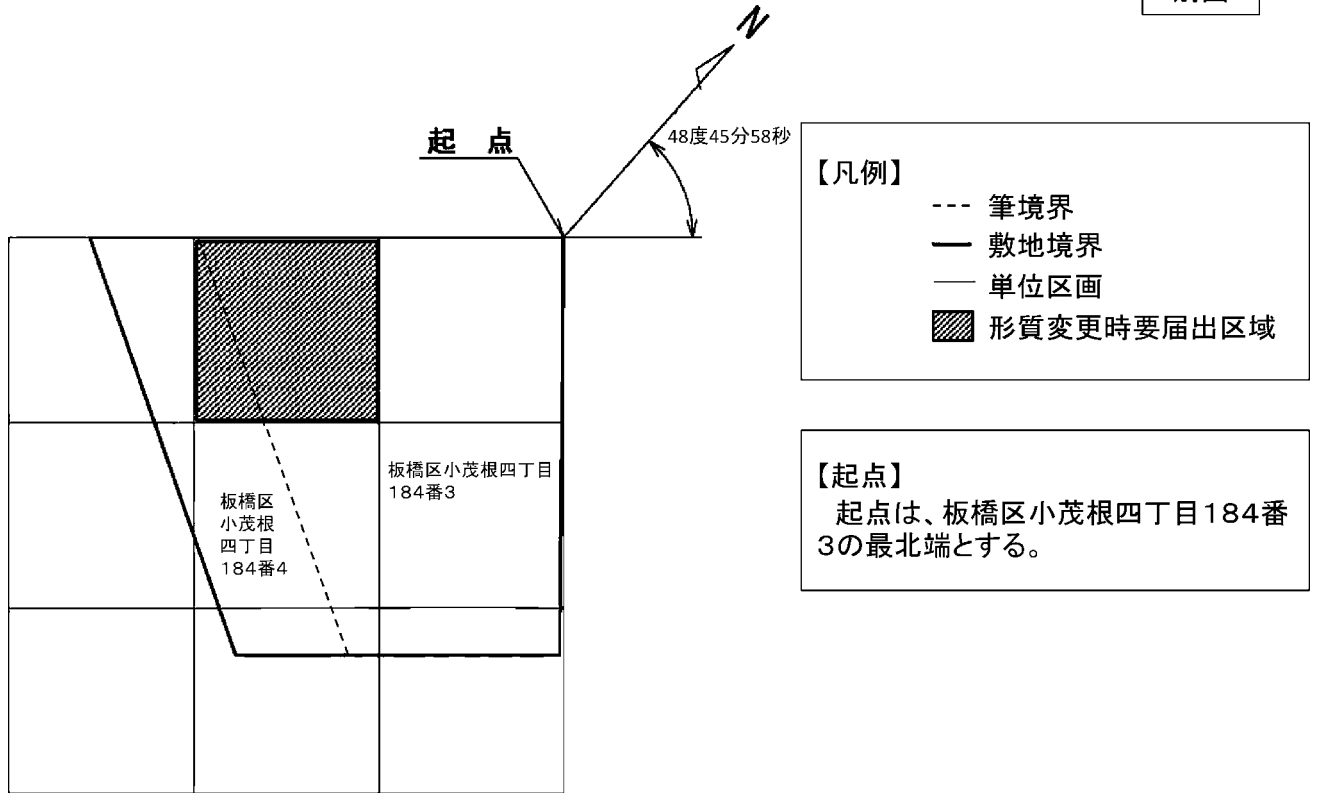 N
48度45分58秒
起 点
【凡例】
筆境界
敷地境界
単位区画
形質変更時要届出区域
板橋区小茂根四丁目
184番3
板橋区
小茂根
四丁目
184番4
【起点】
起点は、板橋区小茂根四丁目184番
3の最北端とする。